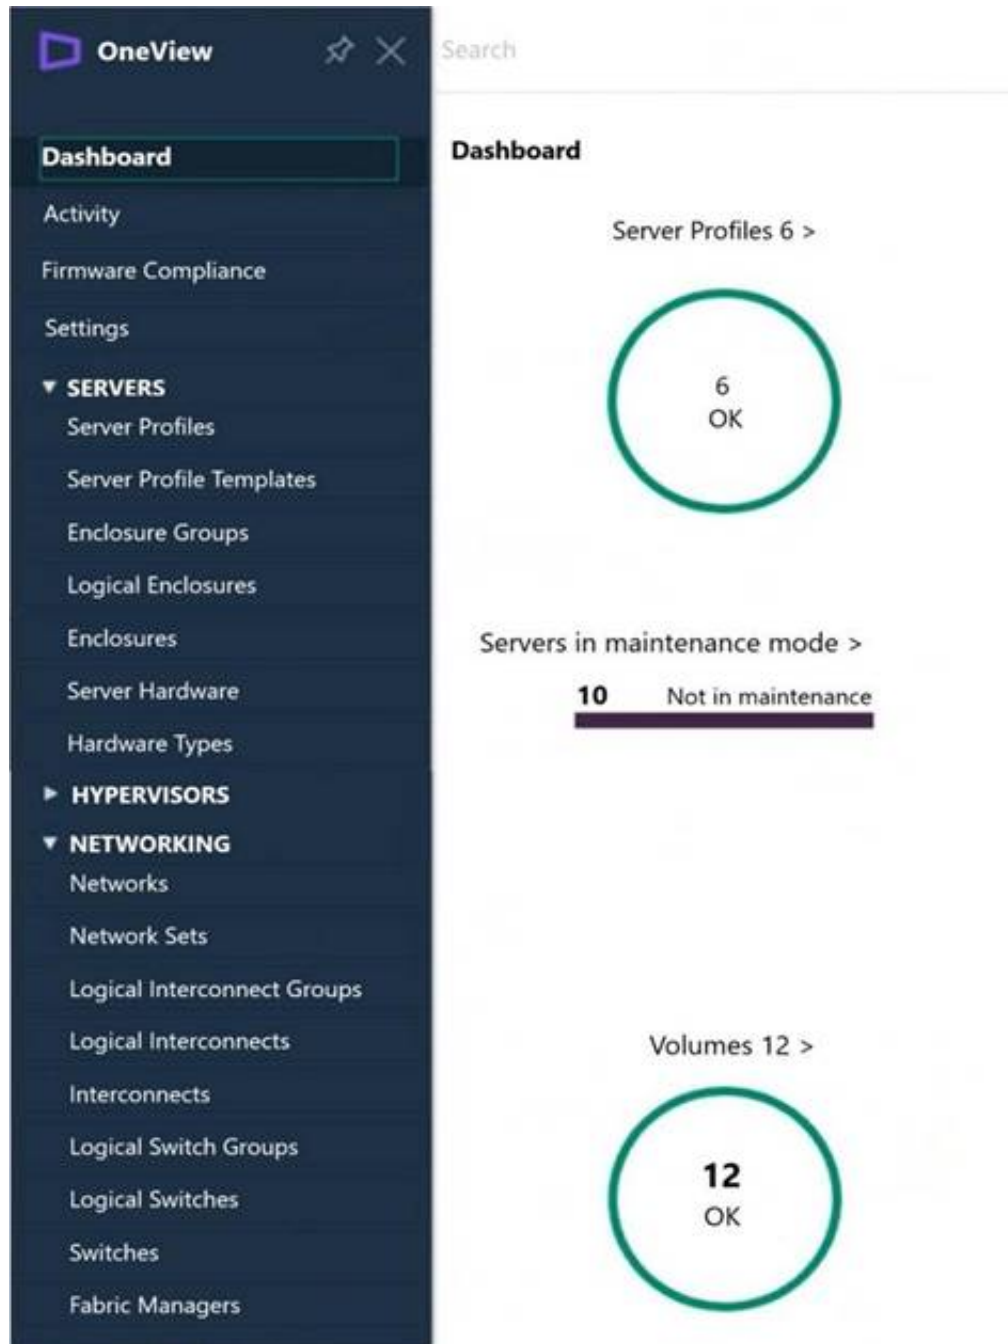 OneView
Search
Dashboard
Activity
Firmware Compliance
Settings
SERVERS
Server Profiles
Server Profile Templates
Enclosure Groups
Logical Enclosures
Enclosures
Server Hardware
Hardware Types
HYPERVISORS
NETWORKING
Networks
Network Sets
Logical Interconnect Groups
Logical Interconnects
Interconnects
Logical Switch Groups
Logical Switches
Switches
Fabric Managers
Dashboard
Server Profiles 6 >
6
OK
Servers in maintenance mode >
10 Not in maintenance
Volumes 12 >
12
OK